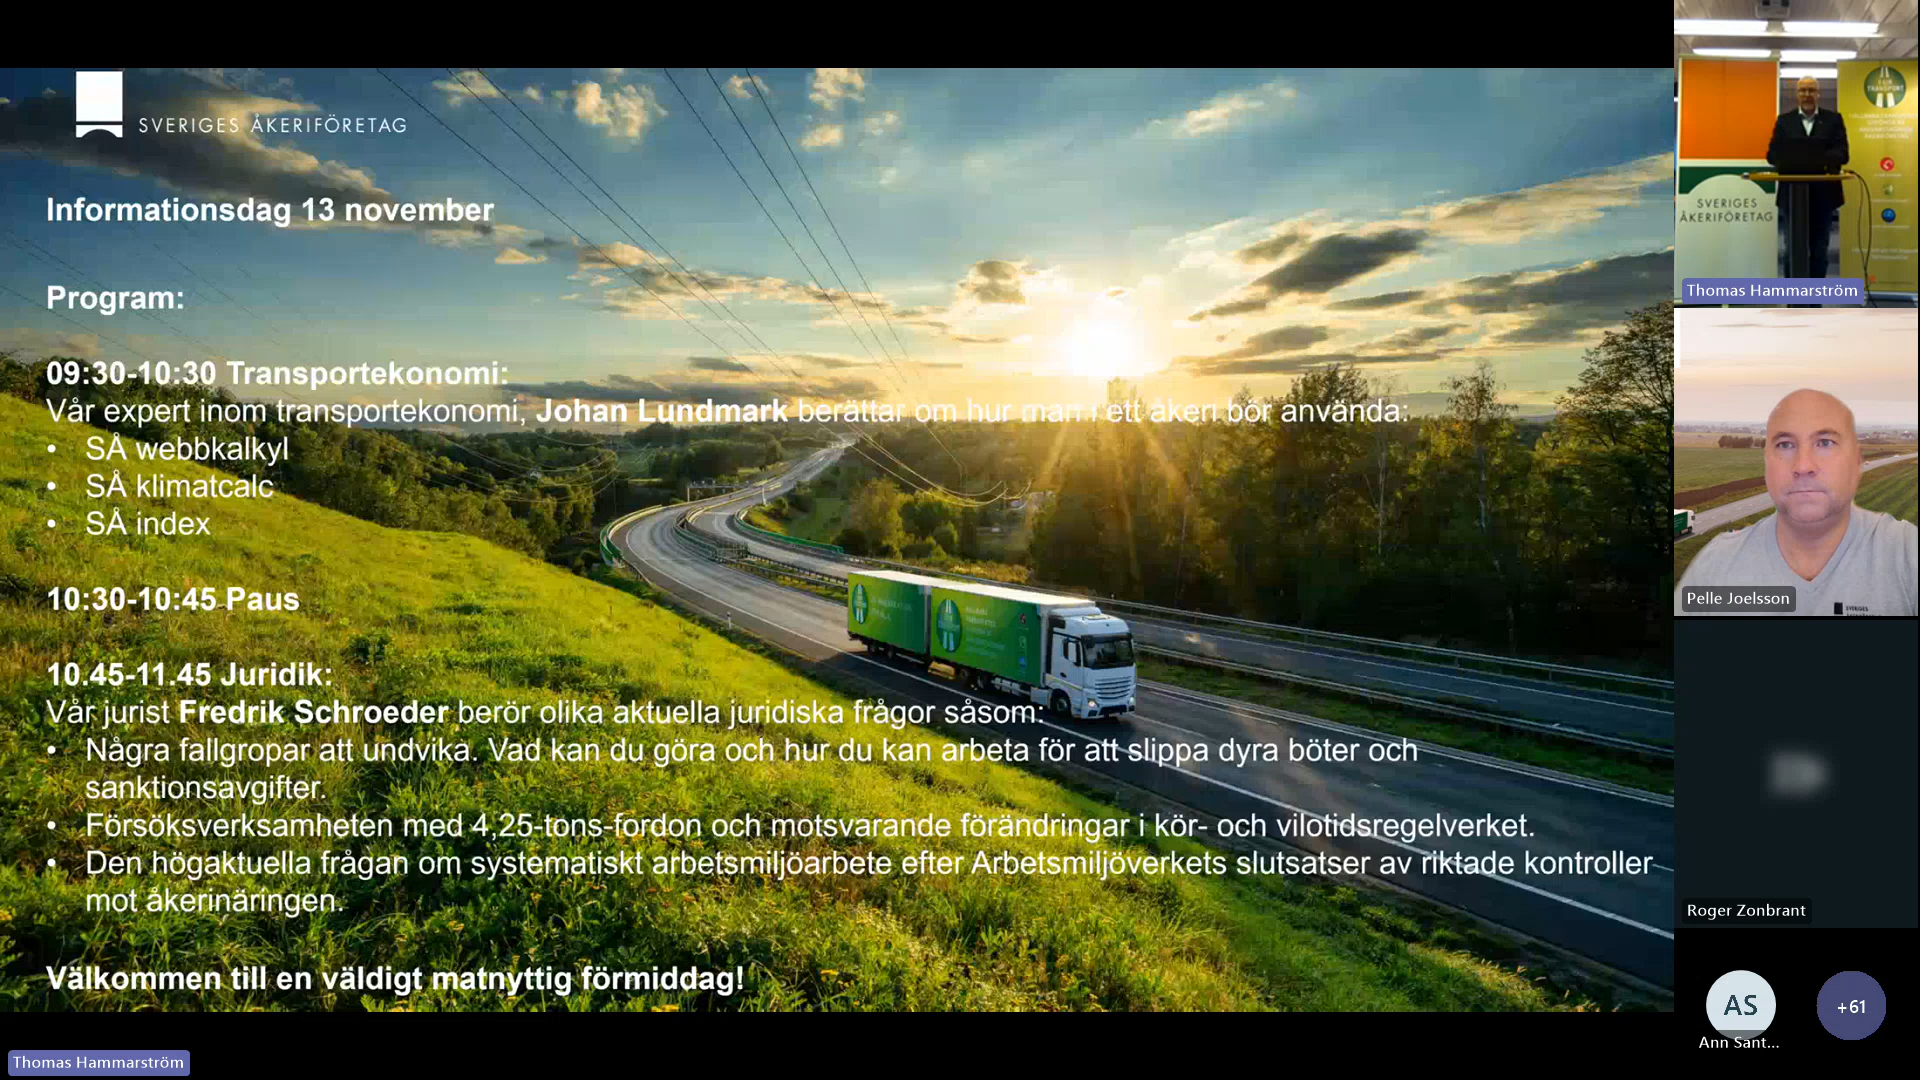 SVERIGES ÅKERIFÖRETAG
Informationsdag 13 november
Program:
09:30-10:30 Transportekonomi:
Vår expert inom transportekonomi, Johan Lundmark berättar om hur man i ett åkeri bör använda:
• SÅ webbkalkyl
• SÅ klimatcalc
• SÅ index
10:30-10:45 Paus
10.45-11.45 Juridik:
Vår jurist Fredrik Schroeder berör olika aktuella juridiska frågor såsom:
• Några fallgropar att undvika. Vad kan du göra och hur du kan arbeta för att slippa dyra böter och
sanktionsavgifter.
• Försöksverksamheten med 4,25-tons-fordon och motsvarande förändringar i kör- och vilotidsregelverket.
• Den högaktuella frågan om systematiskt arbetsmiljöarbete efter Arbetsmiljöverkets slutsatser av riktade kontroller
mot åkerinäringen.
Välkommen till en väldigt matnyttig förmiddag!
Thomas Hammarström
SVERIGES
ÅKERIFÖRETAG
TRANSPORT
Thomas Hammarström
Pelle Joelsson
Roger Zonbrant
AS
Ann Sant...
+61